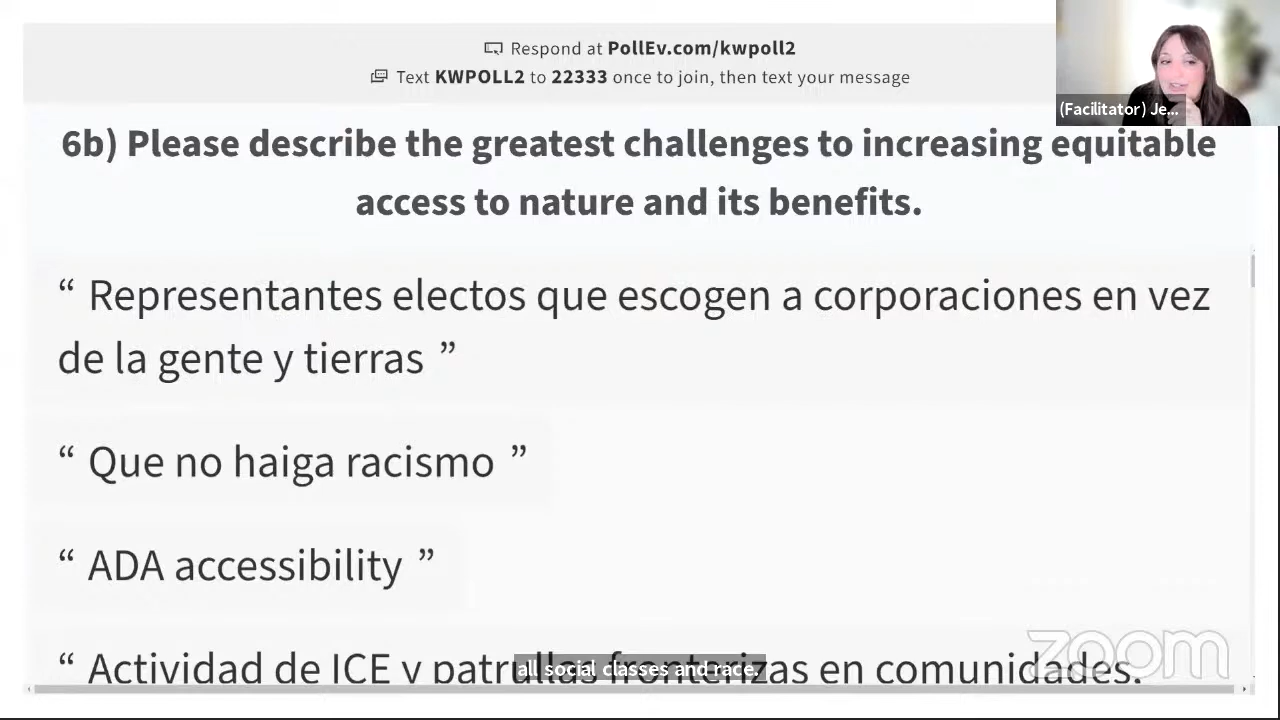 Respond at PollEv.com/kwpoll2
Text KWPOLL2 to 22333 once to join, then text your message
(Facilitator) Je...
6b) Please describe the greatest challenges to increasing equitable
access to nature and its benefits.
“ Representantes electos que escogen a corporaciones en vez
de la gente y tierras ”
“ Que no haiga racismo ”
“ ADA accessibility ”
“ Actividad de ICE y patrullas fronterizas en comunidades.
all social classes and race.
zoom